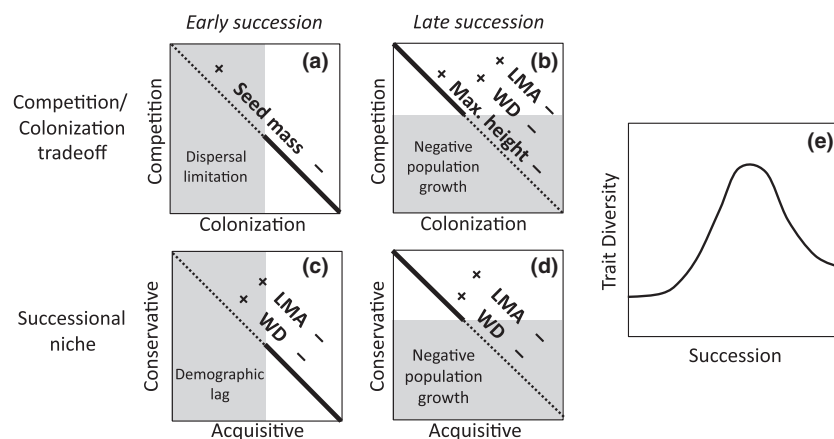 Early succession
Late succession
Competition/
Colonization
tradeoff
Competition
(a)
+
Seed mass
–
Dispersal
limitation
Colonization
Competition
(b)
+ LMA –
+ WD –
+ Max. height –
Negative
population
growth
Colonization
Successional
niche
Conservative
(c)
+ LMA –
+ WD –
Demographic
lag
Acquisitive
Conservative
(d)
+ LMA –
+ WD –
Negative
population
growth
Acquisitive
Trait Diversity
(e)
Succession